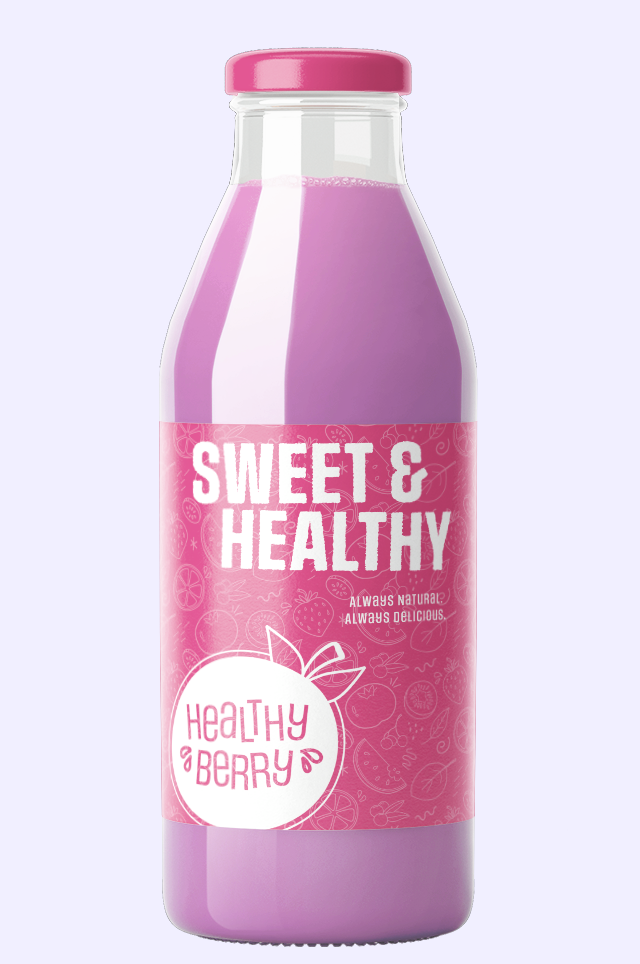 SWEET &
HEALTHY
ALWAYS NATURAL.
ALWAYS DELICIOUS.
HEALTHY
BERRY